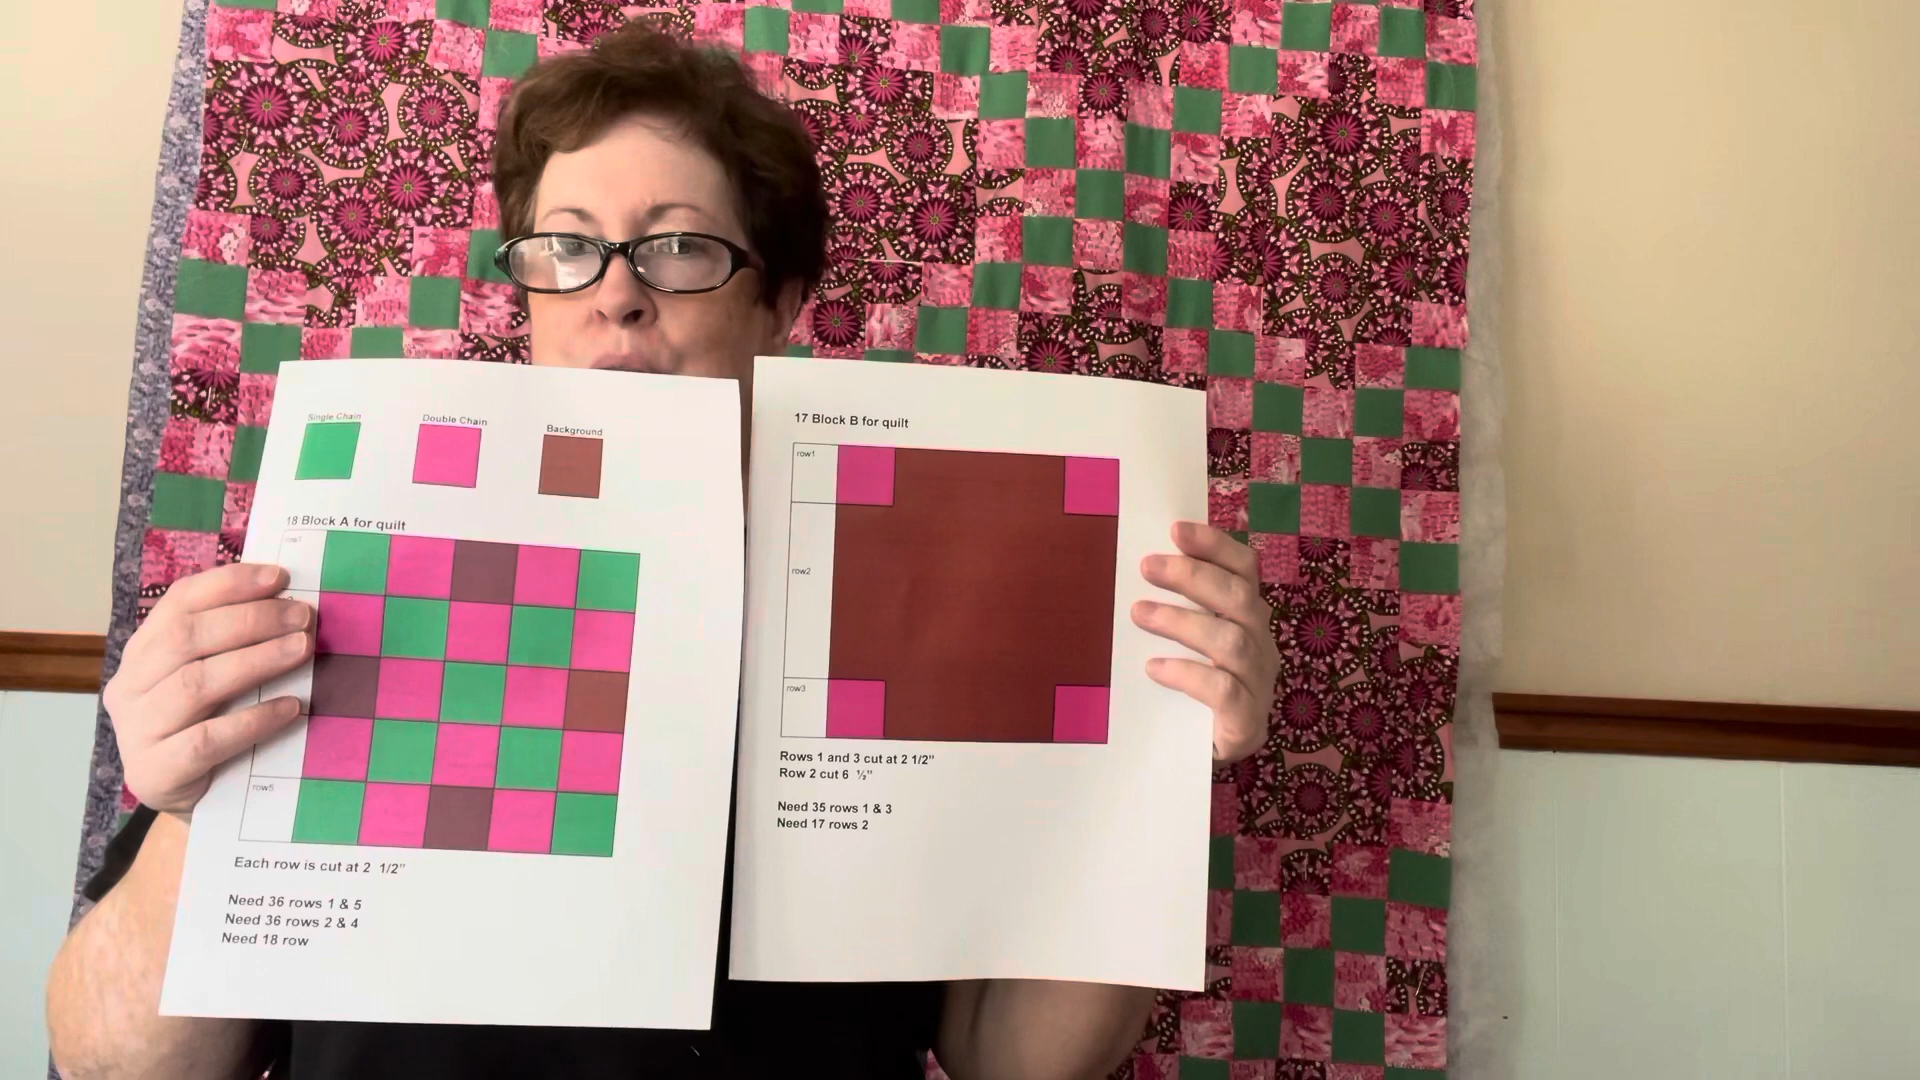 Single Chain
Double Chain
Background
18 Block A for quilt
row1
row5
Each row is cut at 2 1/2"
Need 36 rows 1 & 5
Need 36 rows 2 & 4
Need 18 row
17 Block B for quilt
row1
row2
row3
Rows 1 and 3 cut at 2 1/2"
Row 2 cut 6 ½"
Need 35 rows 1 & 3
Need 17 rows 2